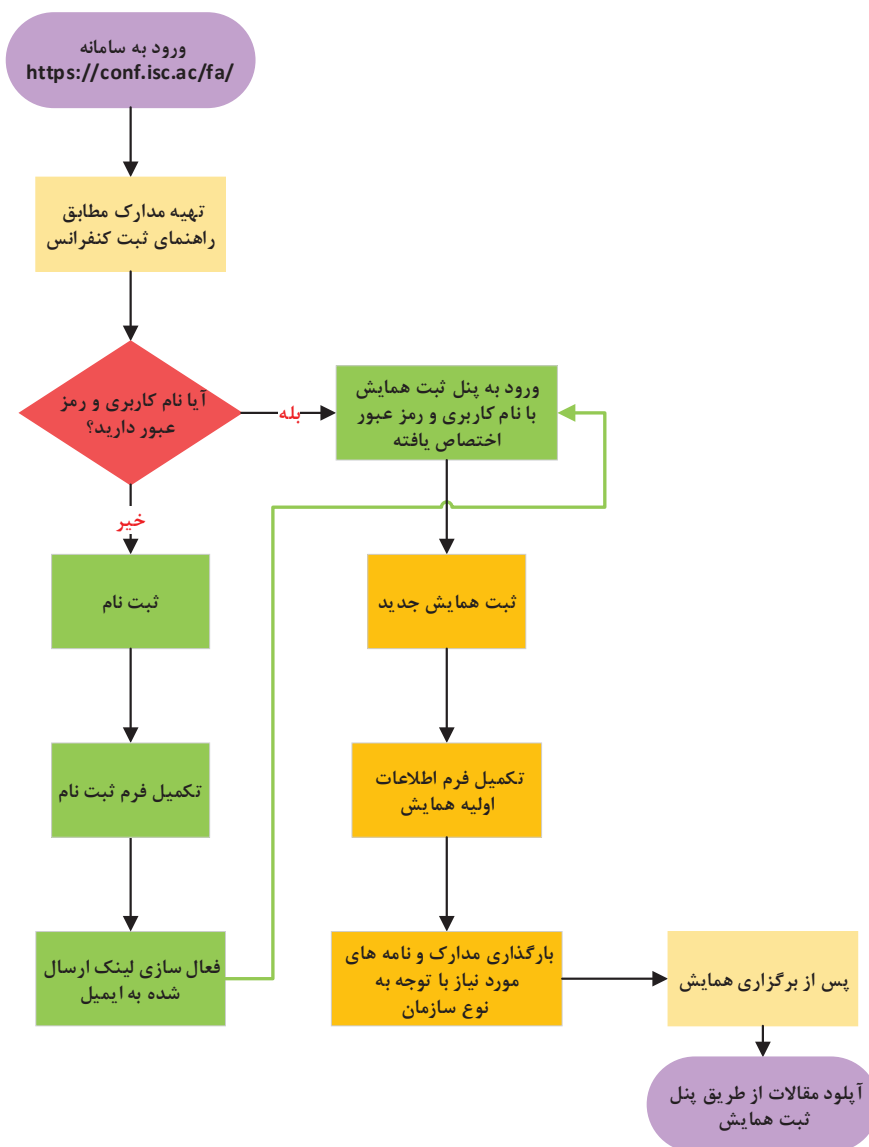 ورود به سامانه
https://conf.isc.ac/fa/
تهیه مدارک مطابق
راهنمای ثبت کنفرانس
آیا نام کاربری و رمز
عبور دارید؟
بله
ورود به پنل ثبت همایش
با نام کاربری و رمز عبور
اختصاص یافته
خیر
ثبت نام
ثبت همایش جدید
تکمیل فرم ثبت نام
تکمیل فرم اطلاعات
اولیه همایش
فعال سازی لینک ارسال
شده به ایمیل
بارگذاری مدارک و نامه های
مورد نیاز با توجه به
نوع سازمان
پس از برگزاری همایش
آپلود مقالات از طریق پنل
ثبت همایش